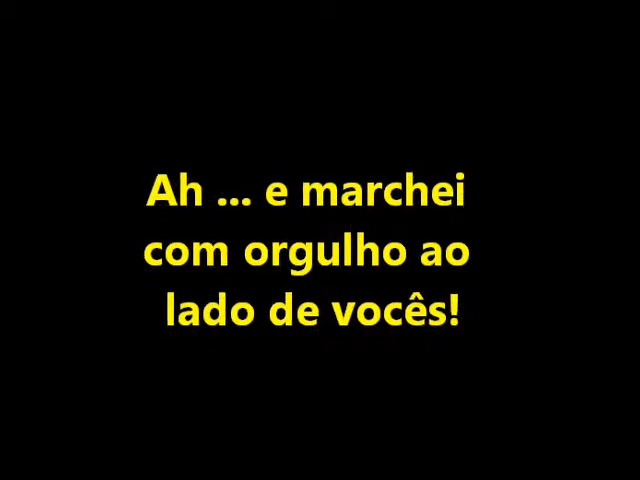 Ah ... e marchei
com orgulho ao
lado de vocês!